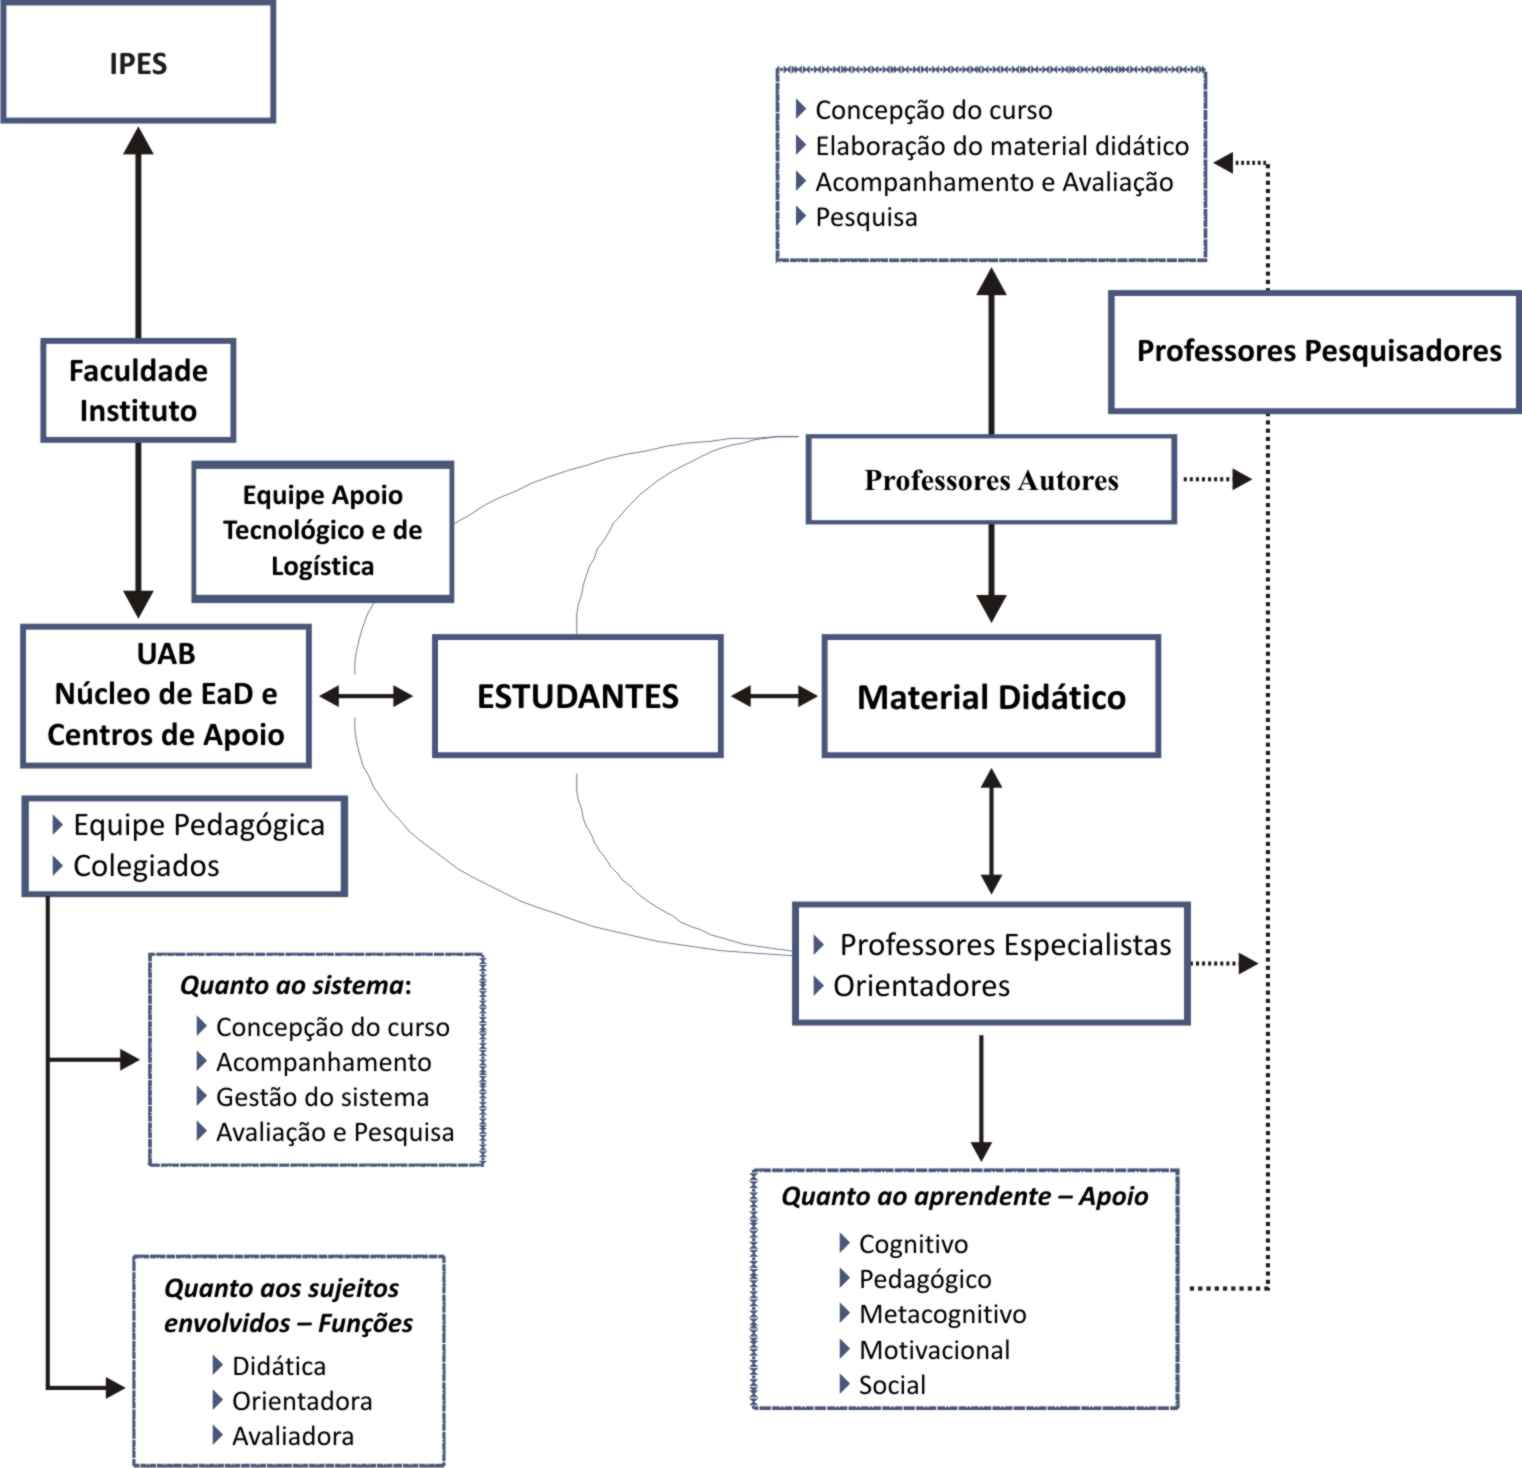 IPES
Concepção do curso
Elaboração do material didático
Acompanhamento e Avaliação
Pesquisa
Professores Pesquisadores
Faculdade
Instituto
Equipe Apoio
Tecnológico e de
Logística
Professores Autores
UAB
Núcleo de EaD e
Centros de Apoio
ESTUDANTES
Material Didático
Equipe Pedagógica
Colegiados
Professores Especialistas
Orientadores
Quanto ao sistema:
Concepção do curso
Acompanhamento
Gestão do sistema
Avaliação e Pesquisa
Quanto ao aprendente – Apoio
Cognitivo
Pedagógico
Metacognitivo
Motivacional
Social
Quanto aos sujeitos
envolvidos – Funções
Didática
Orientadora
Avaliadora